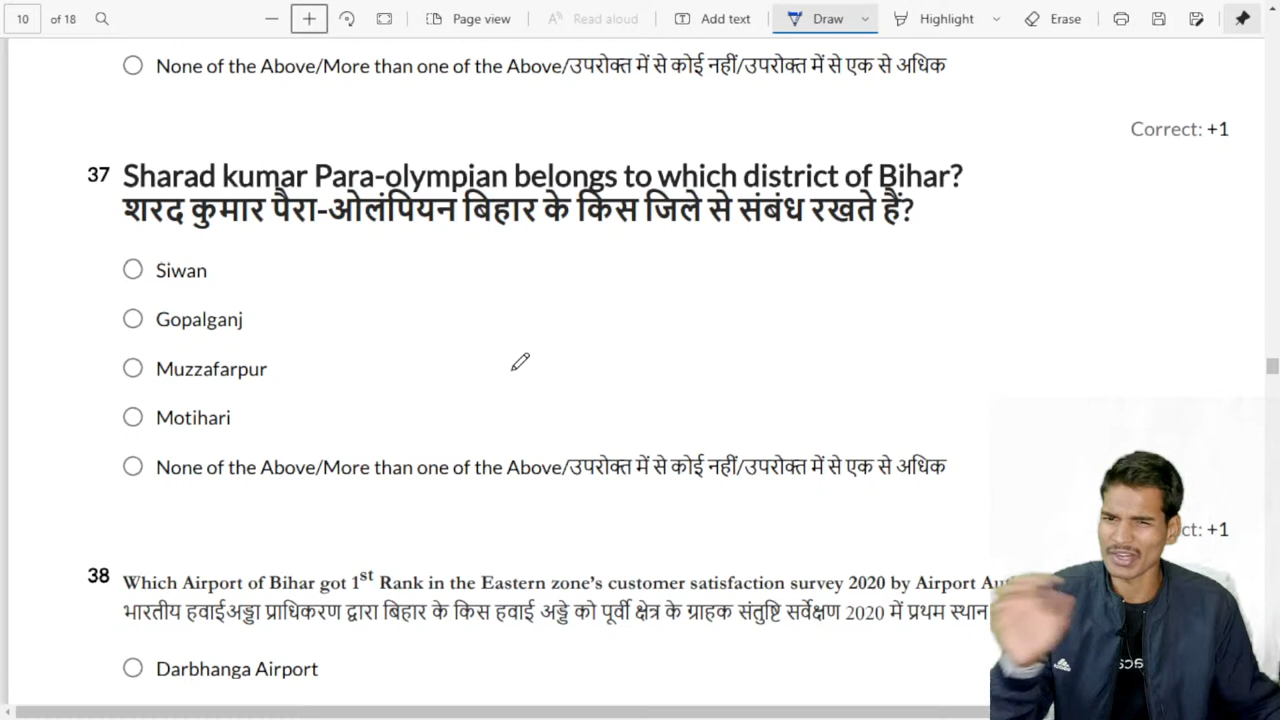 10 of 18 Page view Read aloud Add text Draw Highlight Erase
None of the Above/More than one of the Above/उपरोक्त में से कोई नहीं/उपरोक्त में से एक से अधिक
Correct: +1
37 Sharad kumar Para-olympian belongs to which district of Bihar?
शरद कुमार पैरा-ओलंपियन बिहार के किस जिले से संबंध रखते हैं?
Siwan
Gopalganj
Muzzafarpur
Motihari
None of the Above/More than one of the Above/उपरोक्त में से कोई नहीं/उपरोक्त में से एक से अधिक
ct: +1
38 Which Airport of Bihar got 1st Rank in the Eastern zone's customer satisfaction survey 2020 by Airport Au
भारतीय हवाईअड्डा प्राधिकरण द्वारा बिहार के किस हवाई अड्डे को पूर्वी क्षेत्र के ग्राहक संतुष्टि सर्वेक्षण 2020 में प्रथम स्थान
Darbhanga Airport